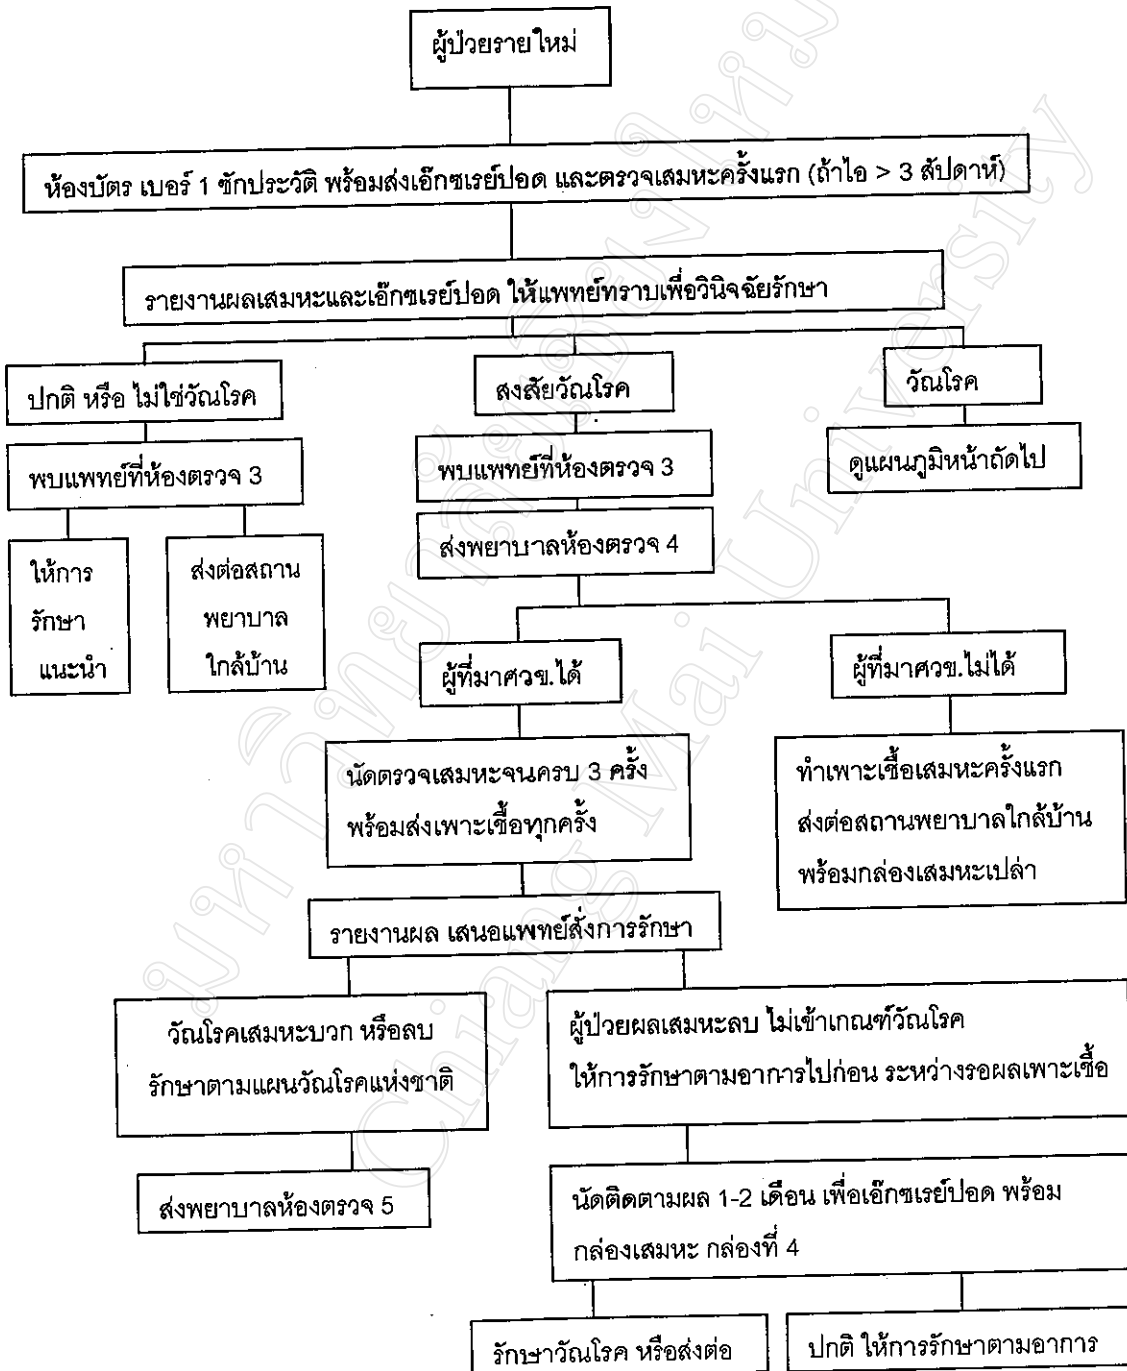 ผู้ป่วยรายใหม่
ห้องบัตร เบอร์ 1 ซักประวัติ พร้อมส่งเอ๊กซเรย์ปอด และตรวจเสมหะครั้งแรก (ถ้าไอ > 3 สัปดาห์)
รายงานผลเสมหะและเอ๊กซเรย์ปอด ให้แพทย์ทราบเพื่อวินิจฉัยรักษา
ปกติ หรือ ไม่ใช่วัณโรค
สงสัยวัณโรค
วัณโรค
พบแพทย์ที่ห้องตรวจ 3
พบแพทย์ที่ห้องตรวจ 3
ดูแผนภูมิหน้าถัดไป
ส่งพยาบาลห้องตรวจ 4
ให้การ
รักษา
แนะนำ
ส่งต่อสถาน
พยาบาล
ใกล้บ้าน
ผู้ที่มาศวข.ได้
ผู้ที่มาศวข.ไม่ได้
นัดตรวจเสมหะจนครบ 3 ครั้ง
พร้อมส่งเพาะเชื้อทุกครั้ง
ทำเพาะเชื้อเสมหะครั้งแรก
ส่งต่อสถานพยาบาลใกล้บ้าน
พร้อมกล่องเสมหะเปล่า
รายงานผล เสนอแพทย์สั่งการรักษา
วัณโรคเสมหะบวก หรือลบ
รักษาตามแผนวัณโรคแห่งชาติ
ผู้ป่วยผลเสมหะลบ ไม่เข้าเกณฑ์วัณโรค
ให้การรักษาตามอาการไปก่อน ระหว่างรอผลเพาะเชื้อ
ส่งพยาบาลห้องตรวจ 5
นัดติดตามผล 1-2 เดือน เพื่อเอ๊กซเรย์ปอด พร้อม
กล่องเสมหะ กล่องที่ 4
รักษาวัณโรค หรือส่งต่อ
ปกติ ให้การรักษาตามอาการ
มหาวิทยาลัยเชียงใหม่
Chiang Mai University